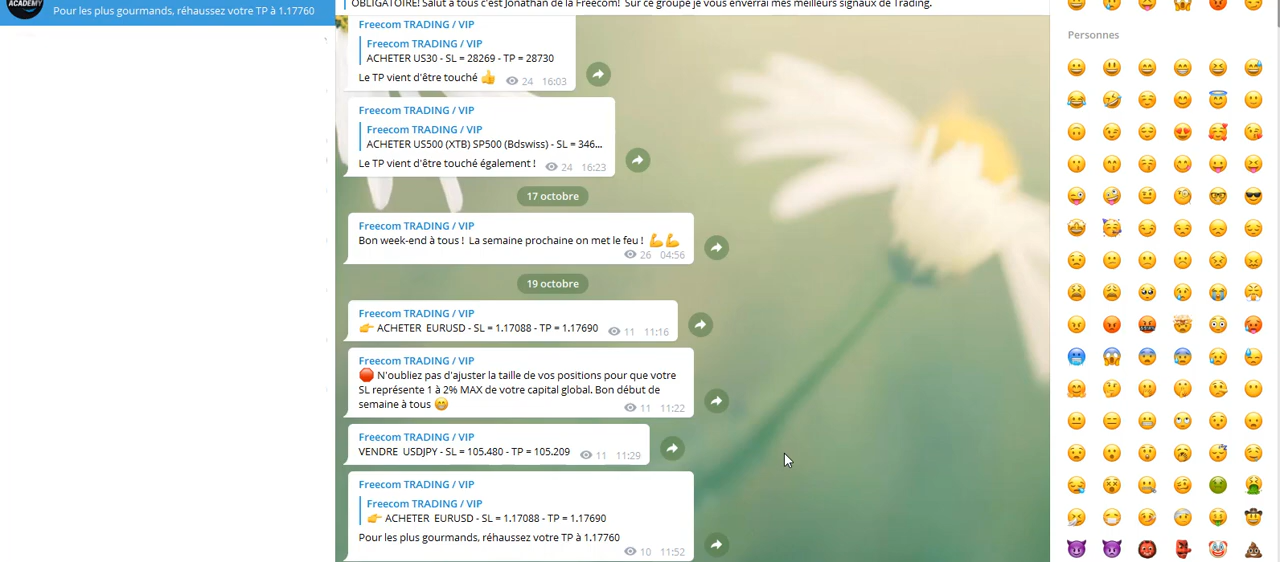 ACADEMY
Pour les plus gourmands, réhaussez votre TP à 1.17760
OBLIGATOIRE! Salut à tous c'est Jonathan de la Freecom! Sur ce groupe je vous enverrai mes meilleurs signaux de Trading.
Freecom TRADING / VIP
Freecom TRADING / VIP
ACHETER US30 - SL = 28269 - TP = 28730
Le TP vient d'être touché 👍 24 16:03
Freecom TRADING / VIP
Freecom TRADING / VIP
ACHETER US500 (XTB) SP500 (Bdswiss) - SL = 346...
Le TP vient d'être touché également ! 24 16:23
17 octobre
Freecom TRADING / VIP
Bon week-end à tous ! La semaine prochaine on met le feu ! 💪💪
26 04:56
19 octobre
Freecom TRADING / VIP
👉 ACHETER EURUSD - SL = 1.17088 - TP = 1.17690 11 11:16
Freecom TRADING / VIP
🛑 N'oubliez pas d'ajuster la taille de vos positions pour que votre
SL représente 1 à 2% MAX de votre capital global. Bon début de
semaine à tous 😁
11 11:22
Freecom TRADING / VIP
VENDRE USDJPY - SL = 105.480 - TP = 105.209 11 11:29
Freecom TRADING / VIP
Freecom TRADING / VIP
👉 ACHETER EURUSD - SL = 1.17088 - TP = 1.17690
Pour les plus gourmands, réhaussez votre TP à 1.17760
10 11:52
Personnes